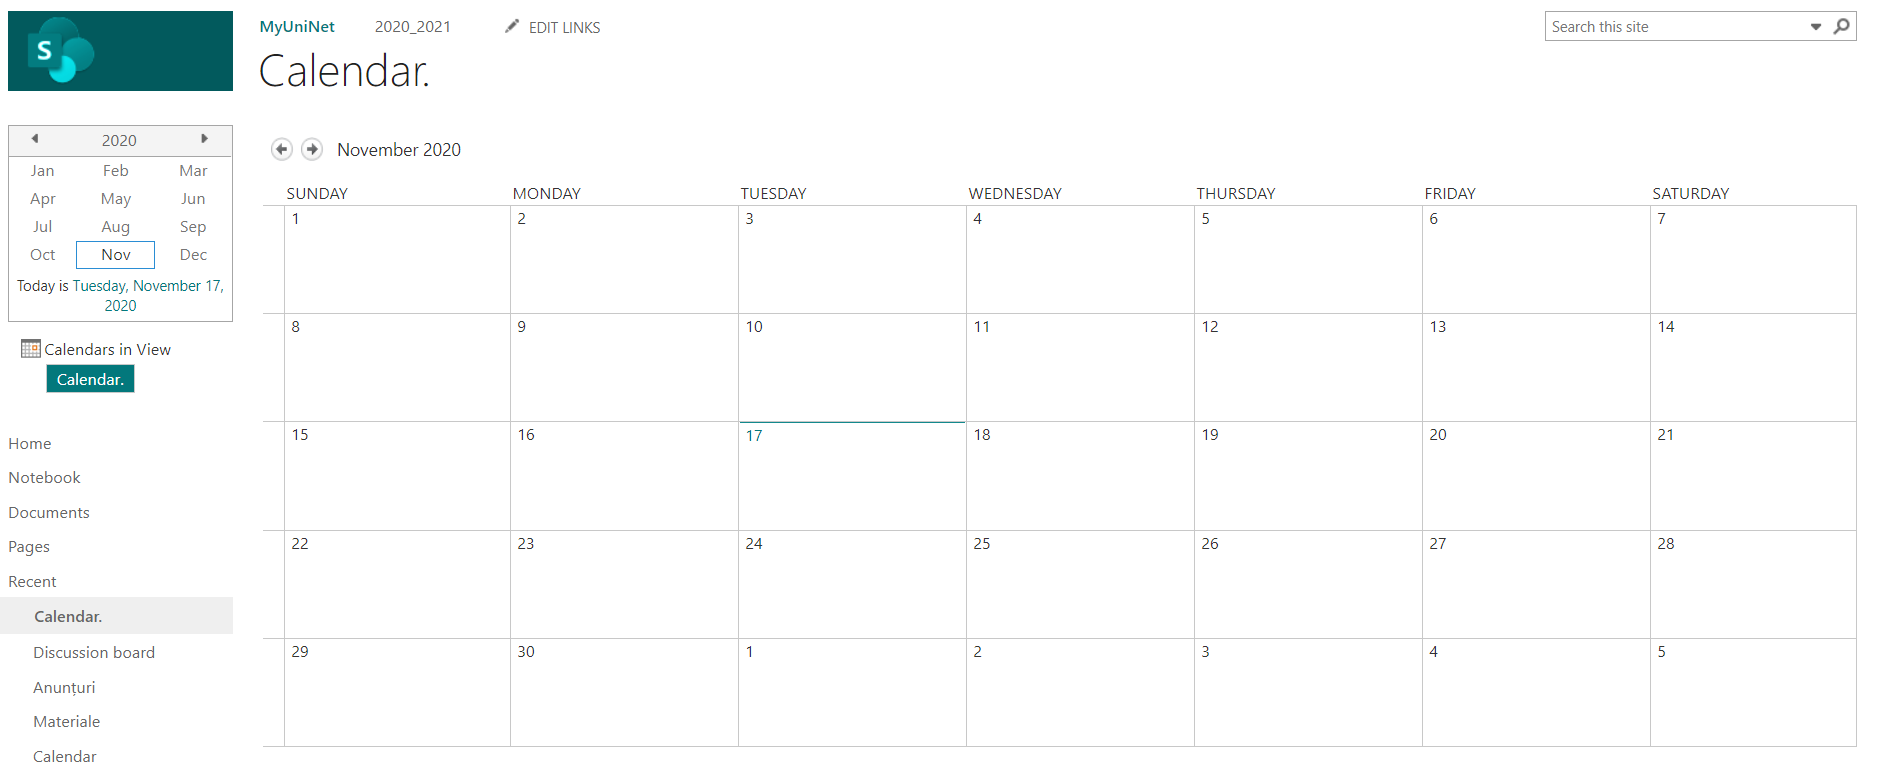 S
MyUniNet 2020_2021 EDIT LINKS
Search this site
Calendar.
2020
Jan Feb Mar
Apr May Jun
Jul Aug Sep
Oct Nov Dec
Today is Tuesday, November 17,
2020
Calendars in View
Calendar.
Home
Notebook
Documents
Pages
Recent
Calendar.
Discussion board
Anunțuri
Materiale
Calendar
November 2020
SUNDAY MONDAY TUESDAY WEDNESDAY THURSDAY FRIDAY SATURDAY
1 2 3 4 5 6 7
8 9 10 11 12 13 14
15 16 17 18 19 20 21
22 23 24 25 26 27 28
29 30 1 2 3 4 5